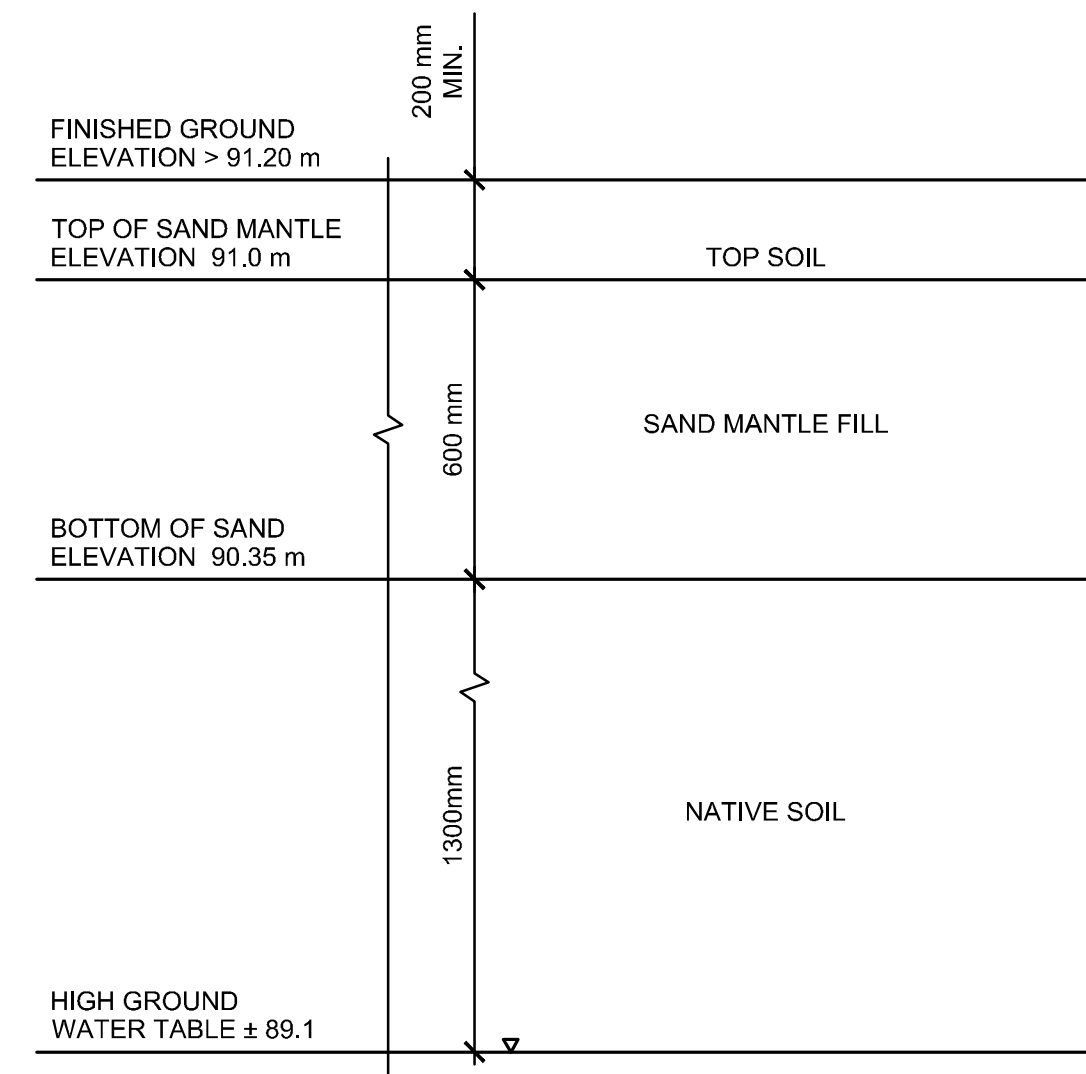 200 mm
MIN.
FINISHED GROUND
ELEVATION > 91.20 m
TOP OF SAND MANTLE
ELEVATION 91.0 m
TOP SOIL
600 mm
SAND MANTLE FILL
BOTTOM OF SAND
ELEVATION 90.35 m
1300mm
NATIVE SOIL
HIGH GROUND
WATER TABLE ± 89.1